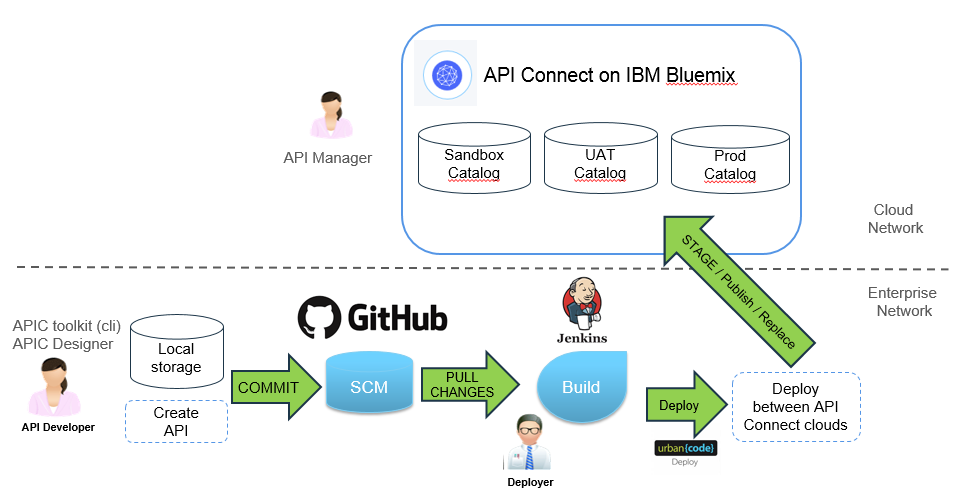 API Connect on IBM Bluemix
API Manager
Sandbox
Catalog
UAT
Catalog
Prod
Catalog
Cloud
Network
STAGE / Publish / Replace
Enterprise
Network
APIC toolkit (cli)
APIC Designer
API Developer
Local
storage
Create
API
COMMIT
GitHub
SCM
PULL
CHANGES
Jenkins
Build
Deployer
Deploy
urban{code}
Deploy
Deploy
between API
Connect clouds